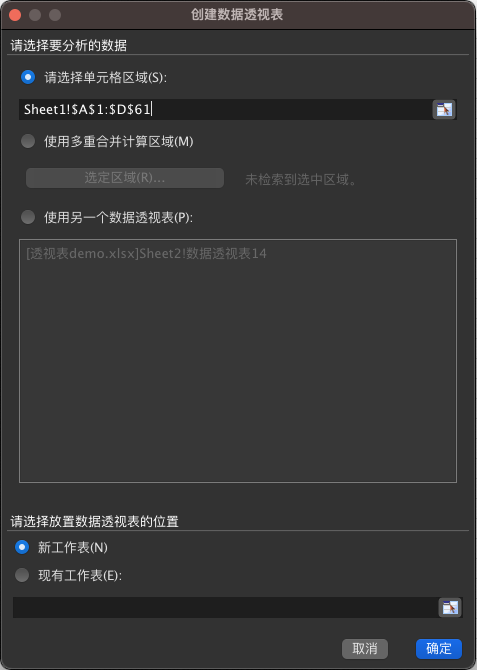 创建数据透视表
请选择要分析的数据
请选择单元格区域(S):
Sheet1!$A$1:$D$61
使用多重合并计算区域(M)
选定区域(R)... 未检索到选中区域。
使用另一个数据透视表(P):
[透视表demo.xlsx]Sheet2!数据透视表14
请选择放置数据透视表的位置
新工作表(N)
现有工作表(E):
取消 确定